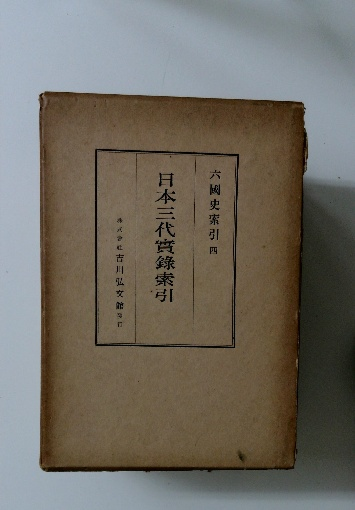 六國史索引 四
日本三代實錄索引
株式會社 吉川弘文館 發行